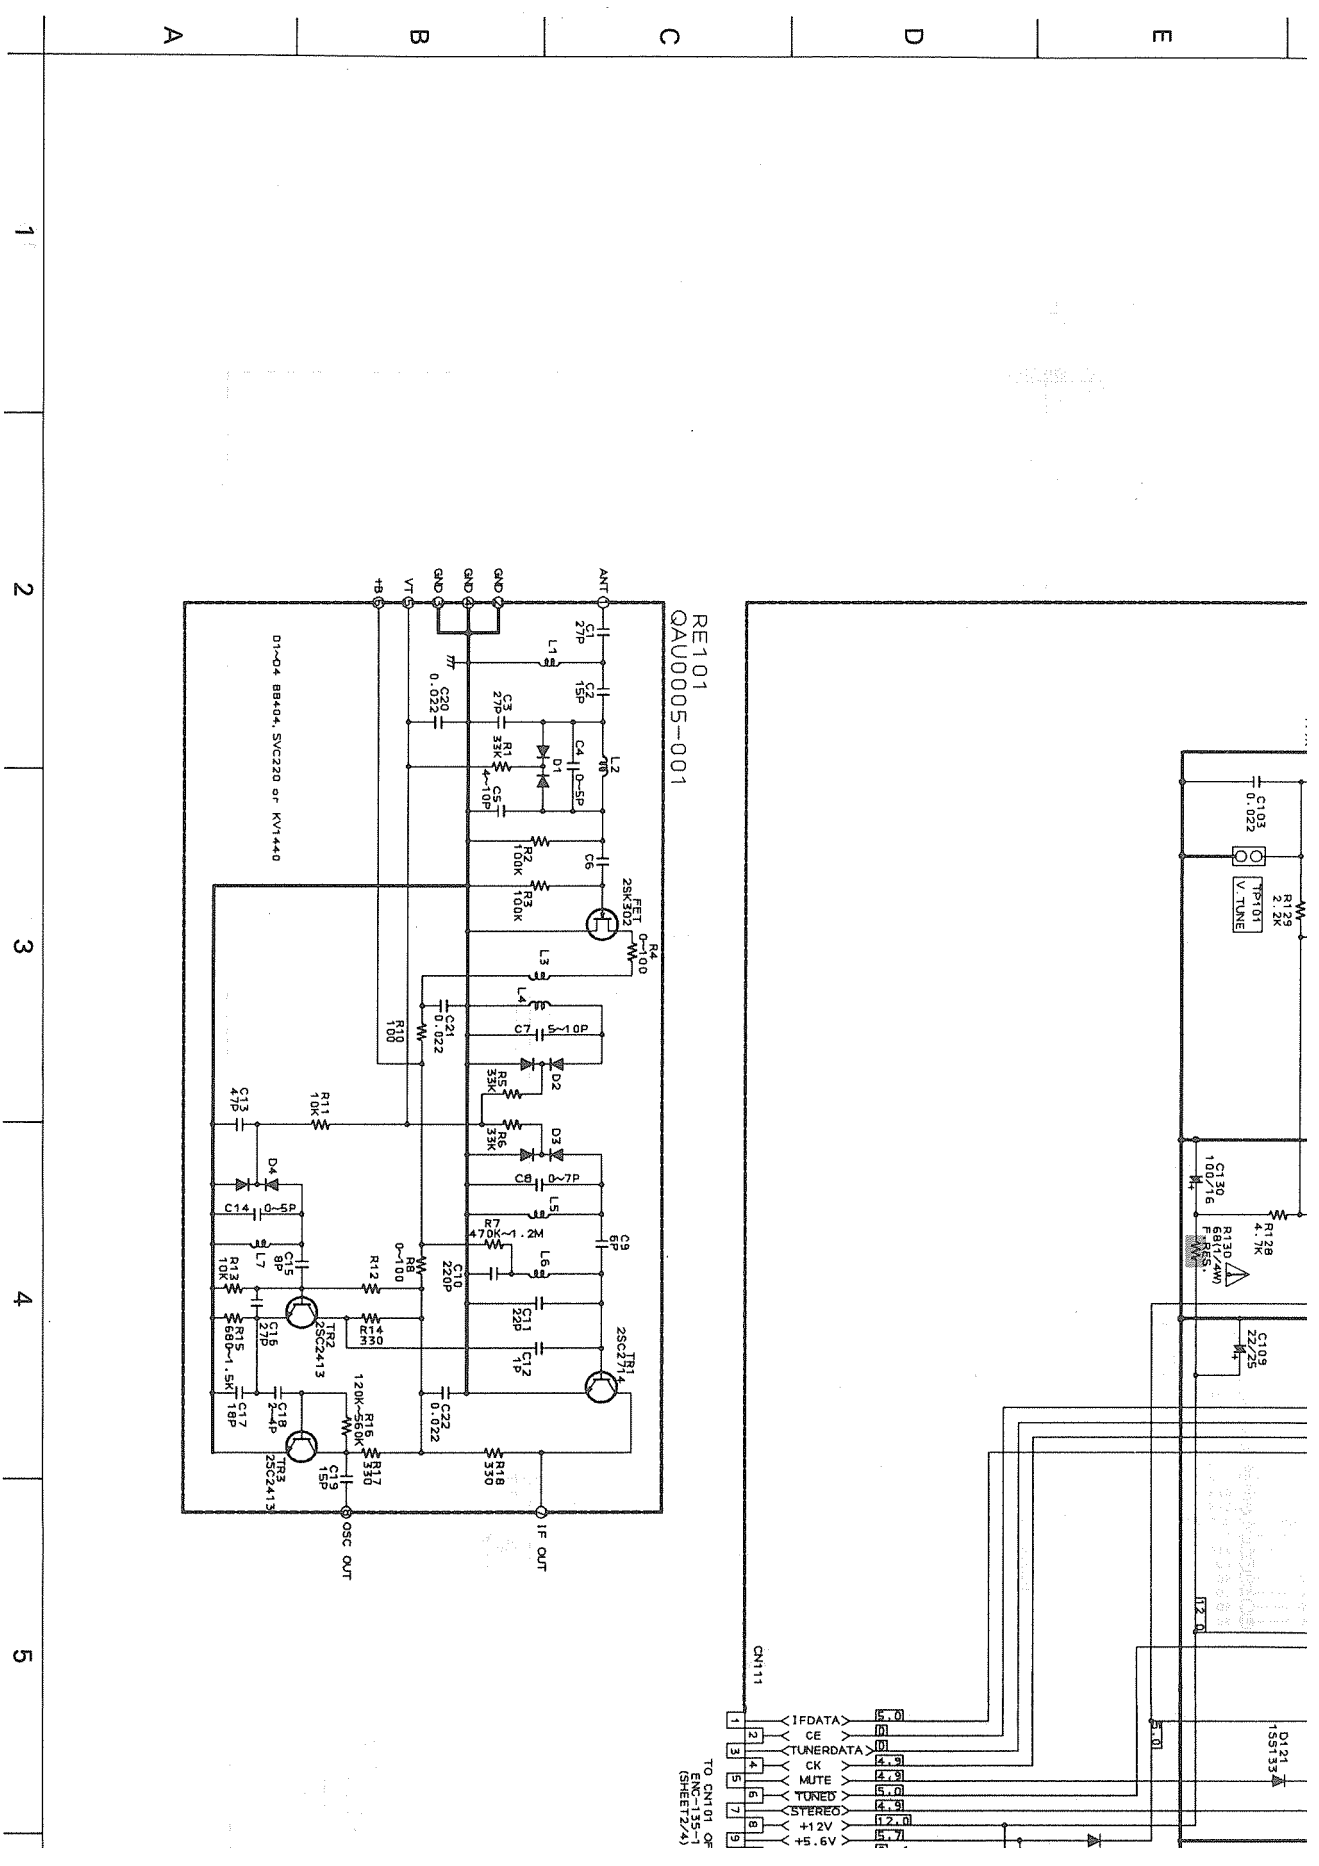 A
B
C
D
E
1
2
3
4
5
RE101
QAU0005-001
ANT
GND
GND
GND
VT
+B
C1
27P
L1
C2
15P
C20
0.022
C3
27P
R1
33K
C4
0~5P
D1
L2
C5
4~10P
D1~D4 BB404, SVC220 or KV1440
R2
100K
R3
100K
C6
FET
2SK302
R4
0~100
L3
L4
C21
0.022
R10
100
C7 5~10P
D2
R5
33K
R6
33K
D3
C8 0~7P
L5
C9
6P
R7
470K~1.2M
L6
C10
220P
C11
22P
C12
1P
R8
0~100
R11
10K
C13
47P
D4
C14 0~5P
L7
C15
8P
R13
10K
R12
R14
330
R15
680~1.5K
C16
27P
TR2
2SC2413
TR1
2SC2714
C17
18P
C18
2~4P
R16
120K~560K
C22
0.022
R17
330
R18
330
TR3
2SC2413
C19
15P
OSC OUT
IF OUT
C103
0.022
TP101
V.TUNE
R129
2.2K
C130
100/16
R128
4.7K
R130
68(1/4W)
F.RES.
C109
22/25
12.0
5.0
D121
1SS133
CN111
1 IFDATA 5.0
2 CE 0
3 TUNERDATA 0
4 CK 4.9
5 MUTE 4.9
6 TUNED 5.0
7 STEREO 4.9
8 +12V 12.0
9 +5.6V 5.7
TO CN101 OF
ENC-135-1
(SHEET2/4)